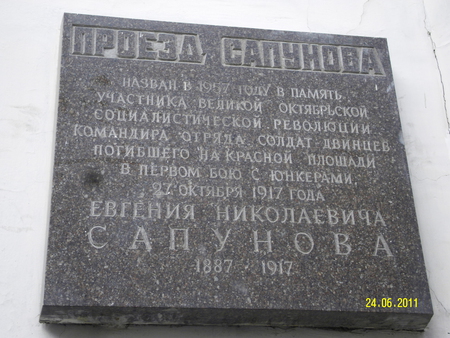 ПРОЕЗД САПУНОВА
НАЗВАН В 1957 ГОДУ В ПАМЯТЬ
УЧАСТНИКА ВЕЛИКОЙ ОКТЯБРЬСКОЙ
СОЦИАЛИСТИЧЕСКОЙ РЕВОЛЮЦИИ
КОМАНДИРА ОТРЯДА СОЛДАТ-ДВИНЦЕВ
ПОГИБШЕГО НА КРАСНОЙ ПЛОЩАДИ
В ПЕРВОМ БОЮ С ЮНКЕРАМИ
27 ОКТЯБРЯ 1917 ГОДА
ЕВГЕНИЯ НИКОЛАЕВИЧА
САПУНОВА
1887 - 1917
24.06.2011